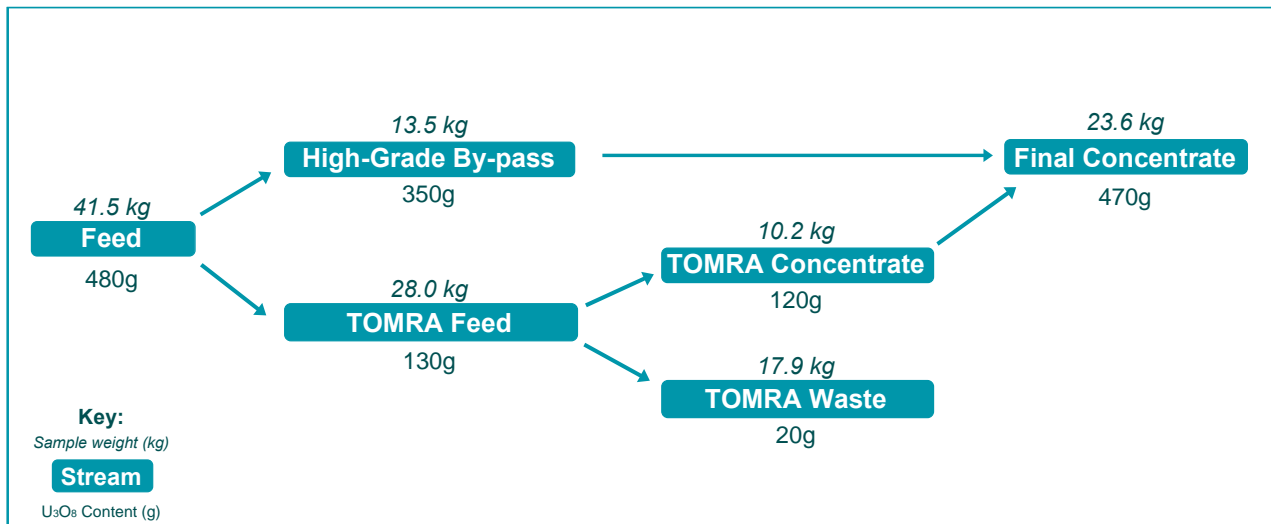 13.5 kg
High-Grade By-pass
350g
23.6 kg
Final Concentrate
470g
41.5 kg
Feed
480g
10.2 kg
TOMRA Concentrate
120g
28.0 kg
TOMRA Feed
130g
17.9 kg
TOMRA Waste
20g
Key:
Sample weight (kg)
Stream
U₃O₈ Content (g)